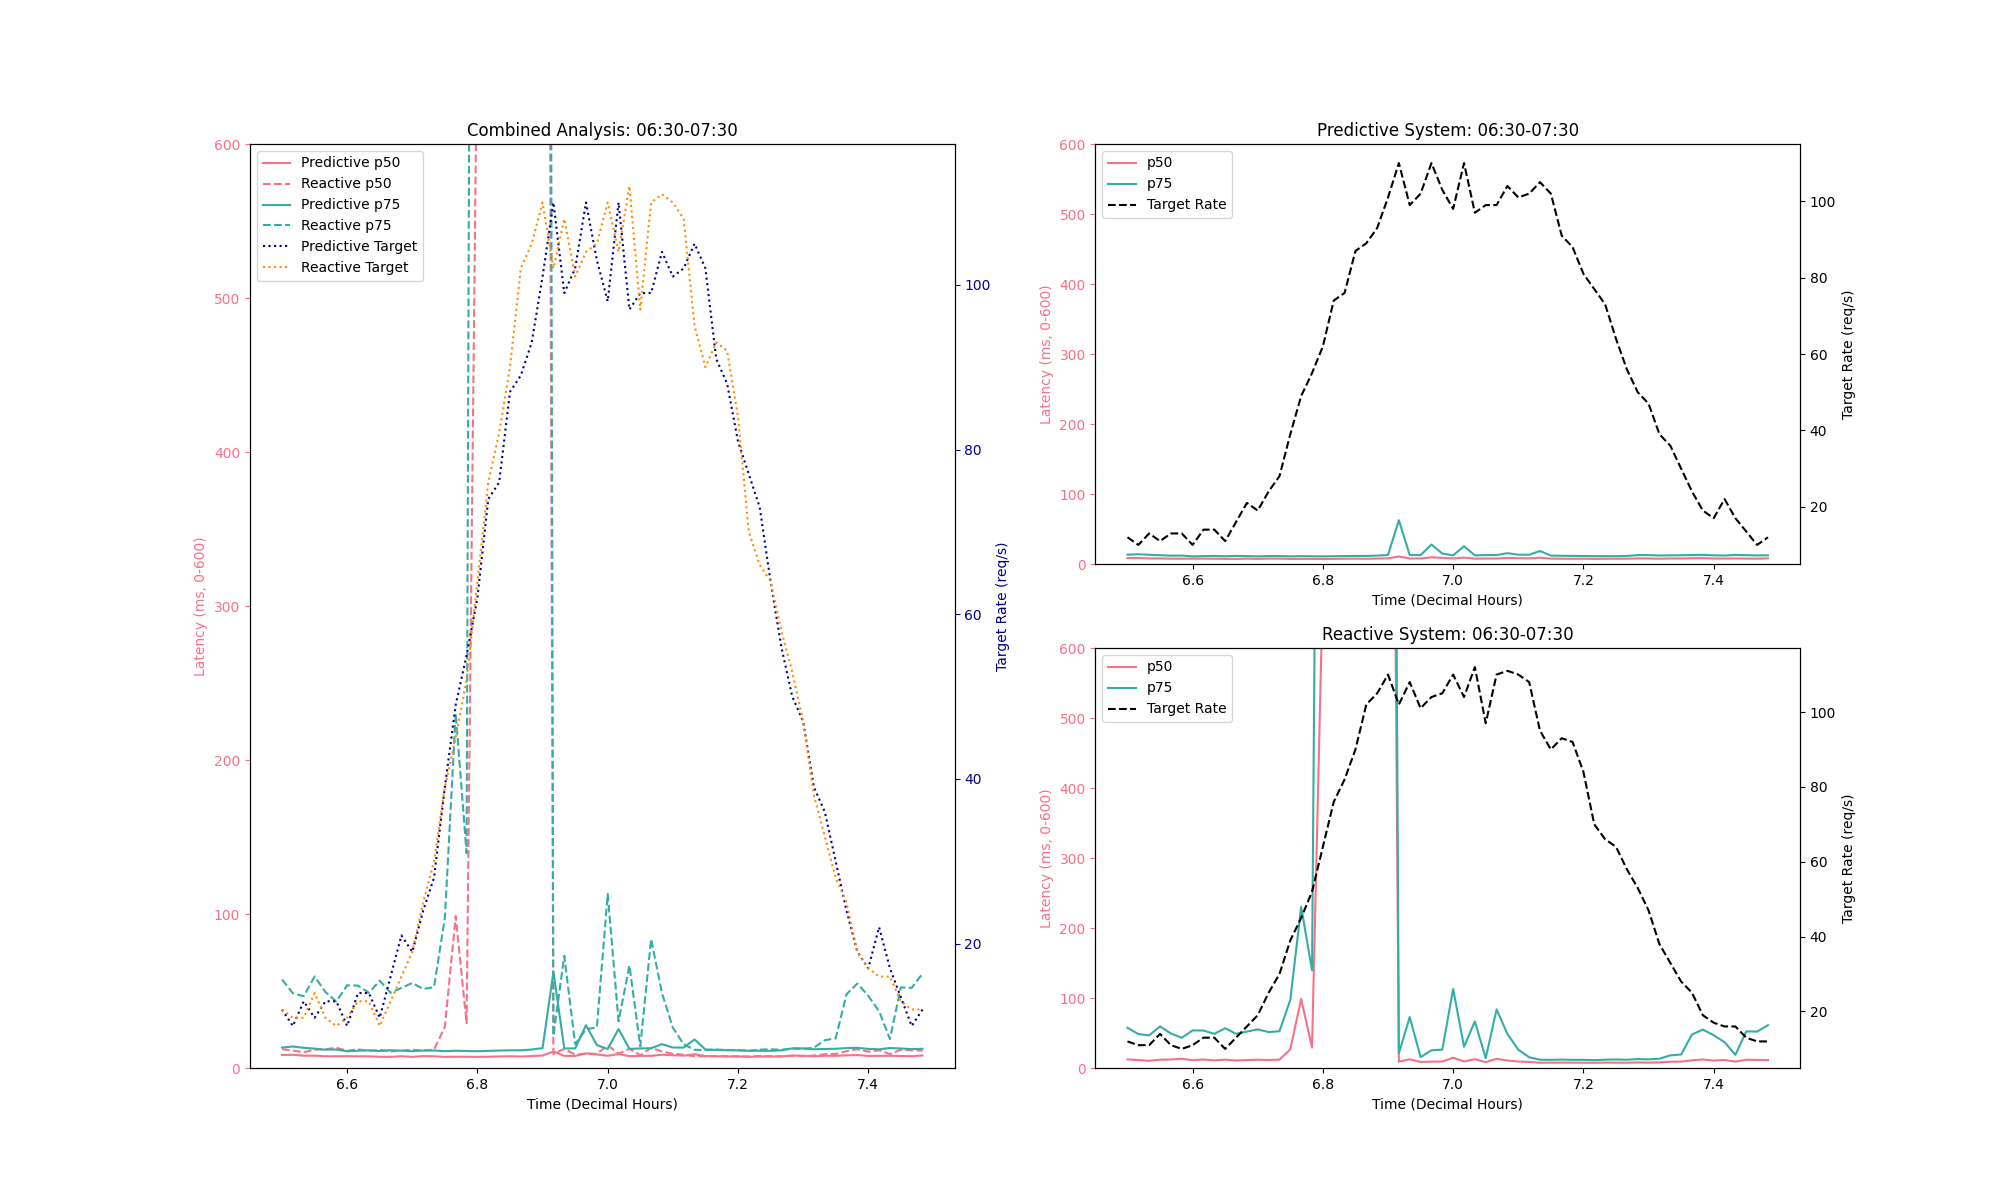 Combined Analysis: 06:30-07:30
Predictive p50
Reactive p50
Predictive p75
Reactive p75
Predictive Target
Reactive Target
600
500
400
300
200
100
0
Latency (ms, 0-600)
100
80
60
40
20
Target Rate (req/s)
6.6 6.8 7.0 7.2 7.4
Time (Decimal Hours)
Predictive System: 06:30-07:30
p50
p75
Target Rate
600
500
400
300
200
100
0
Latency (ms, 0-600)
100
80
60
40
20
Target Rate (req/s)
6.6 6.8 7.0 7.2 7.4
Time (Decimal Hours)
Reactive System: 06:30-07:30
p50
p75
Target Rate
600
500
400
300
200
100
0
Latency (ms, 0-600)
100
80
60
40
20
Target Rate (req/s)
6.6 6.8 7.0 7.2 7.4
Time (Decimal Hours)